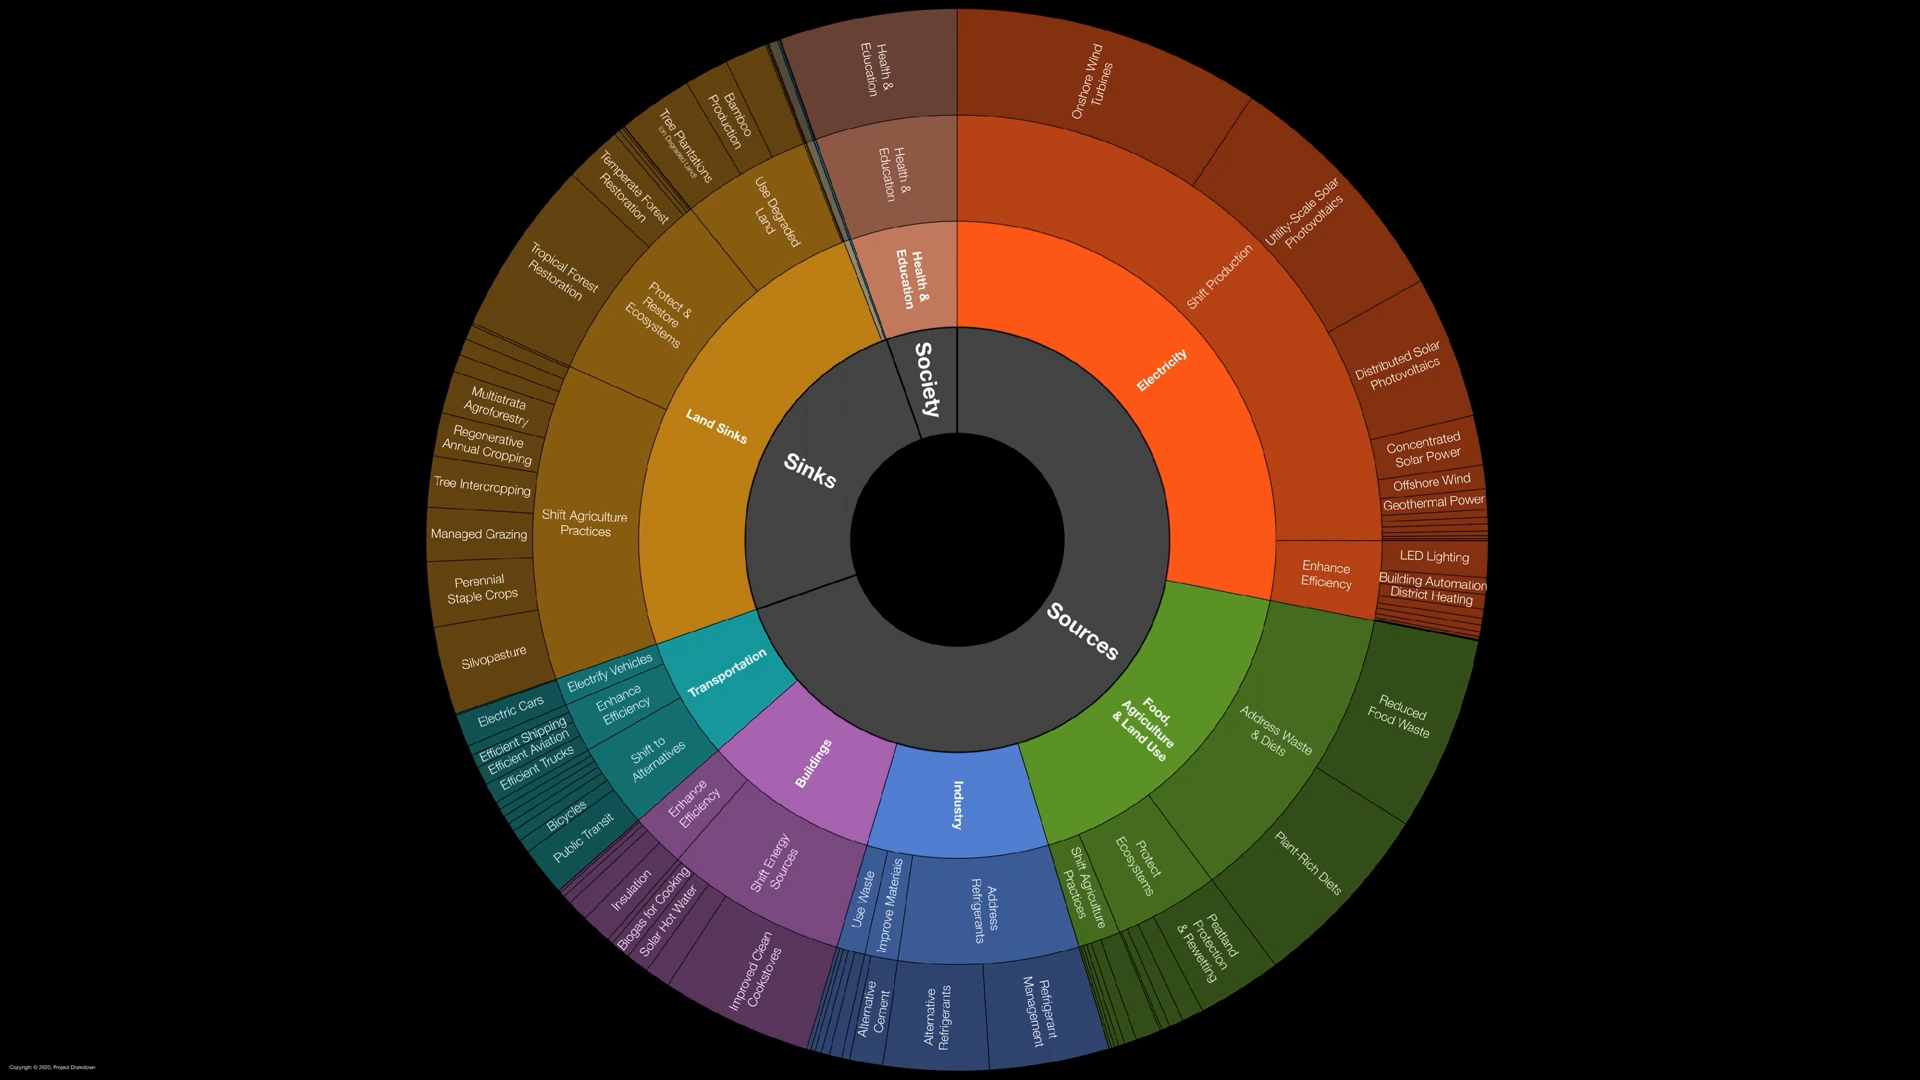 Sources
Sinks
Society
Electricity
Shift Production
Onshore Wind
Turbines
Utility-Scale Solar
Photovoltaics
Distributed Solar
Photovoltaics
Concentrated
Solar Power
Offshore Wind
Geothermal Power
Enhance
Efficiency
LED Lighting
Building Automation
District Heating
Food,
Agriculture
& Land Use
Address Waste
& Diets
Reduced
Food Waste
Plant-Rich Diets
Protect
Ecosystems
Peatland
Protection
& Rewetting
Shift Agriculture
Practices
Industry
Address
Refrigerants
Refrigerant
Management
Alternative
Refrigerants
Improve Materials
Alternative
Cement
Use Waste
Buildings
Shift Energy
Sources
Improved Clean
Cookstoves
Solar Hot Water
Biogas for Cooking
Enhance
Efficiency
Insulation
Transportation
Shift to
Alternatives
Public Transit
Bicycles
Enhance
Efficiency
Efficient Trucks
Efficient Aviation
Efficient Shipping
Electrify Vehicles
Electric Cars
Land Sinks
Shift Agriculture
Practices
Silvopasture
Perennial
Staple Crops
Managed Grazing
Tree Intercropping
Regenerative
Annual Cropping
Multistrata
Agroforestry
Protect &
Restore
Ecosystems
Tropical Forest
Restoration
Temperate Forest
Restoration
Use Degraded
Land
Tree Plantations
(on Degraded Land)
Bamboo
Production
Health &
Education
Health &
Education
Health &
Education
Copyright © 2020, Project Drawdown